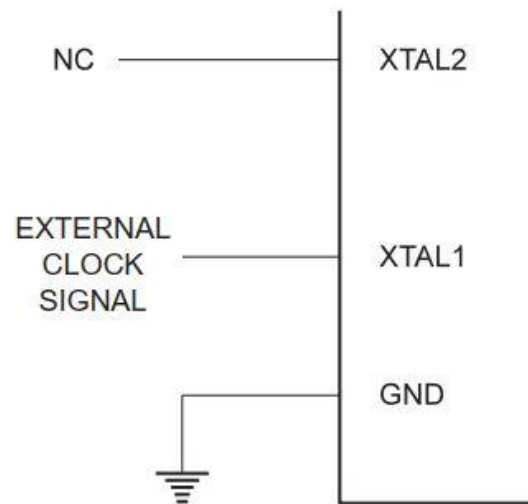 NC
XTAL2
EXTERNAL
CLOCK
SIGNAL
XTAL1
GND